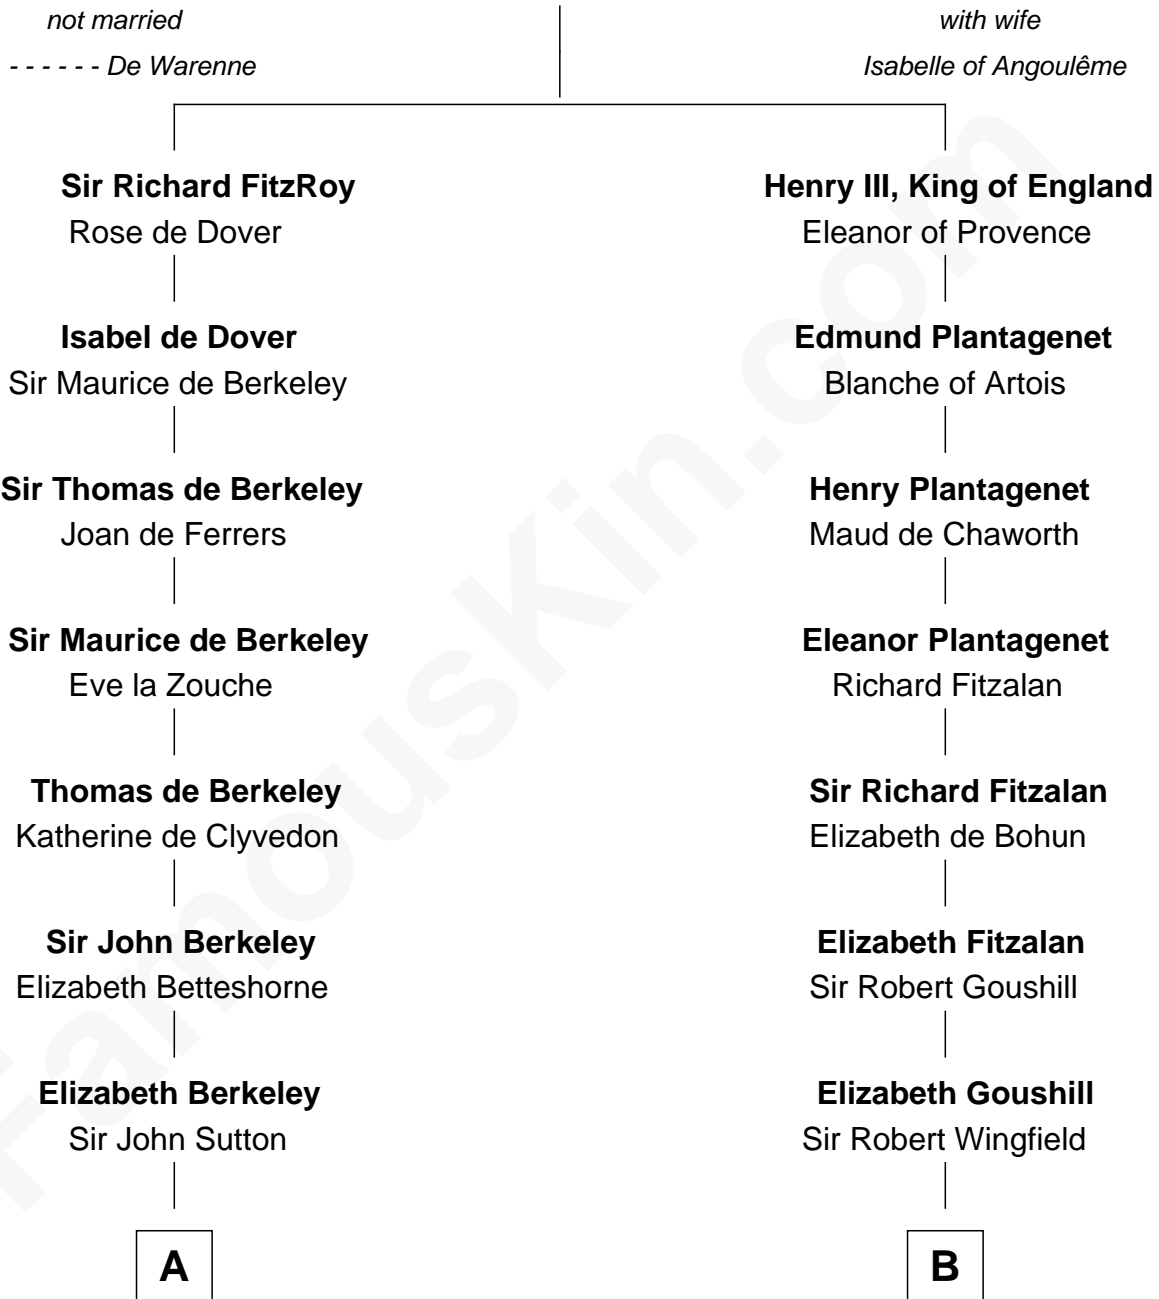 not married
- - - - - - De Warenne
with wife
Isabelle of Angoulême
Sir Richard FitzRoy
Rose de Dover
Henry III, King of England
Eleanor of Provence
Isabel de Dover
Sir Maurice de Berkeley
Edmund Plantagenet
Blanche of Artois
Sir Thomas de Berkeley
Joan de Ferrers
Henry Plantagenet
Maud de Chaworth
Sir Maurice de Berkeley
Eve la Zouche
Eleanor Plantagenet
Richard Fitzalan
Thomas de Berkeley
Katherine de Clyvedon
Sir Richard Fitzalan
Elizabeth de Bohun
Sir John Berkeley
Elizabeth Betteshorne
Elizabeth Fitzalan
Sir Robert Goushill
Elizabeth Berkeley
Sir John Sutton
Elizabeth Goushill
Sir Robert Wingfield
A
B
FamousKin.com